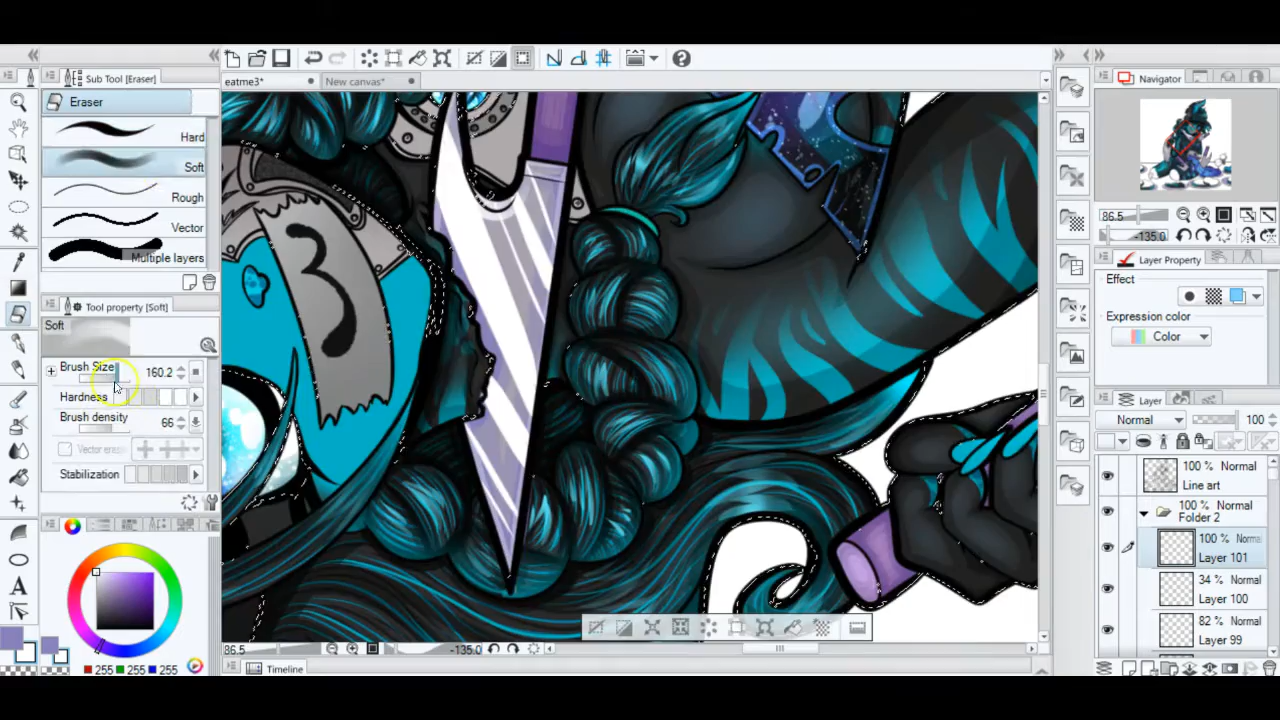 Sub Tool [Eraser]
Navigator
eatme3*
New canvas*
Eraser
Hard
Soft
Rough
Vector
Multiple layers
86.5
-135.0
Layer Property
Effect
Expression color
Color
3
Tool property [Soft]
Soft
Brush Size
160.2
Hardness
Brush density
66
Vector eras
Stabilization
Layer
Normal
100
100 % Normal
Line art
100 % Normal
Folder 2
100 % Norma
Layer 101
34 % Normal
Layer 100
82 % Normal
Layer 99
86.5
-135.0
Timeline
255
255
255
A